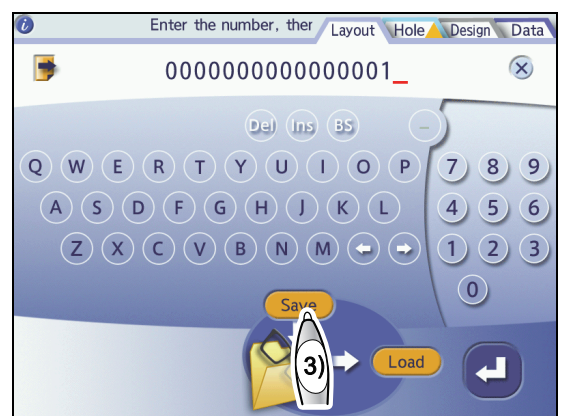 Enter the number, ther Layout Hole Design Data
0000000000000001_
Del Ins BS -
Q W E R T Y U I O P 7 8 9
A S D F G H J K L 4 5 6
Z X C V B N M 1 2 3
0
Save
3)
Load